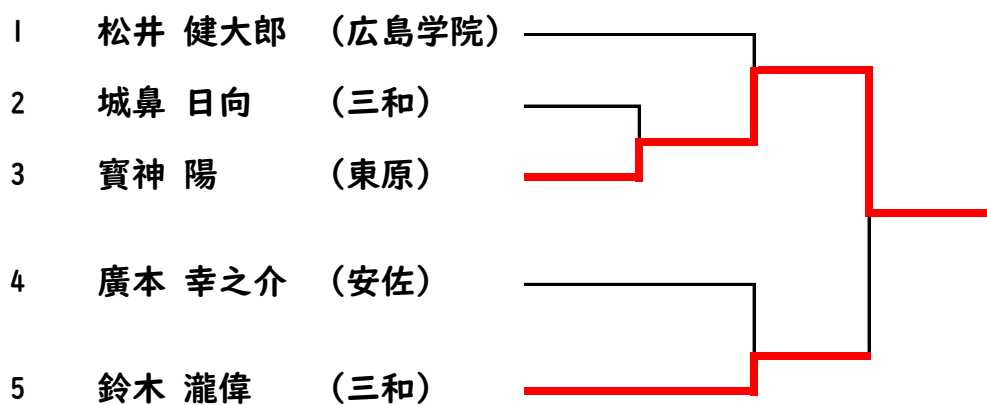 1 松井 健大郎 （広島学院）
2 城鼻 日向 （三和）
3 寳神 陽 （東原）
4 廣本 幸之介 （安佐）
5 鈴木 瀧偉 （三和）